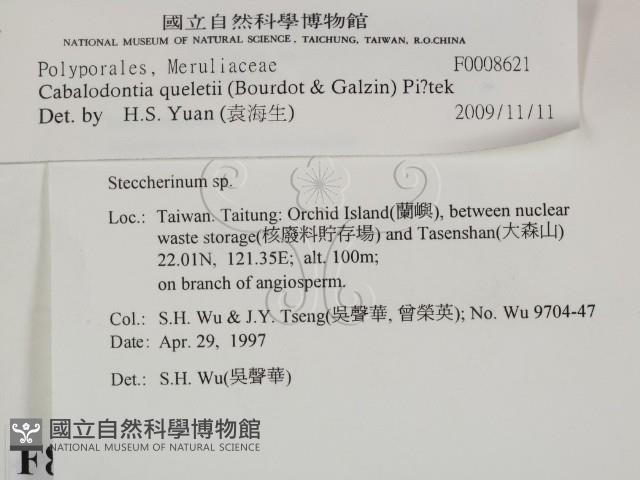 國立自然科學博物館
NATIONAL MUSEUM OF NATURAL SCIENCE, TAICHUNG, TAIWAN, R.O.CHINA
Polyporales, Meruliaceae F0008621
Cabalodontia queletii (Bourdot & Galzin) Pi?tek
Det. by H.S. Yuan (袁海生) 2009/11/11
Steccherinum sp.
Loc.: Taiwan. Taitung: Orchid Island(蘭嶼), between nuclear
waste storage(核廢料貯存場) and Tasenshan(大森山)
22.01N, 121.35E; alt. 100m;
on branch of angiosperm.
Col.: S.H. Wu & J.Y. Tseng(吳聲華, 曾榮英); No. Wu 9704-47
Date: Apr. 29, 1997
Det.: S.H. Wu(吳聲華)
國立自然科學博物館
NATIONAL MUSEUM OF NATURAL SCIENCE